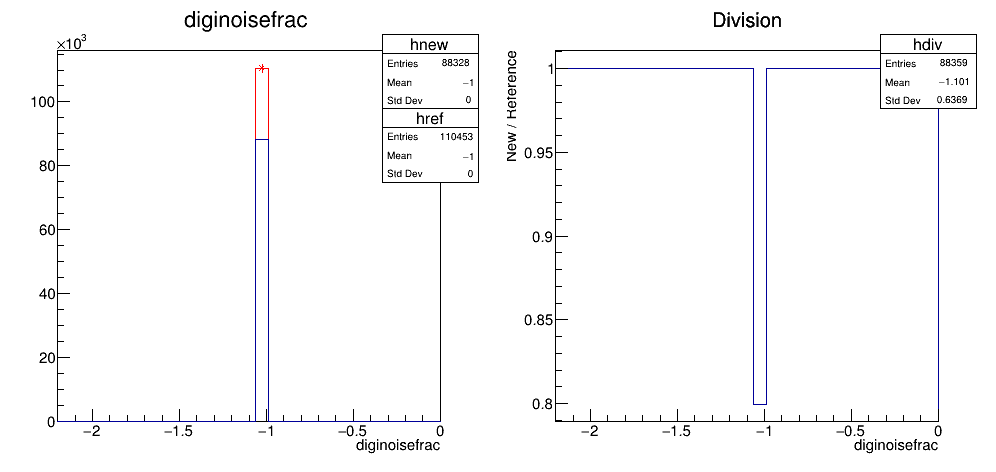 diginoisefrac
×10³
hnew
Entries 88328
Mean −1
Std Dev 0
href
Entries 110453
Mean −1
Std Dev 0
100
80
60
40
20
0
−2 −1.5 −1 −0.5 0
diginoisefrac
Division
New / Reference
hdiv
Entries 88359
Mean −1.101
Std Dev 0.6369
1
0.95
0.9
0.85
0.8
−2 −1.5 −1 −0.5 0
diginoisefrac